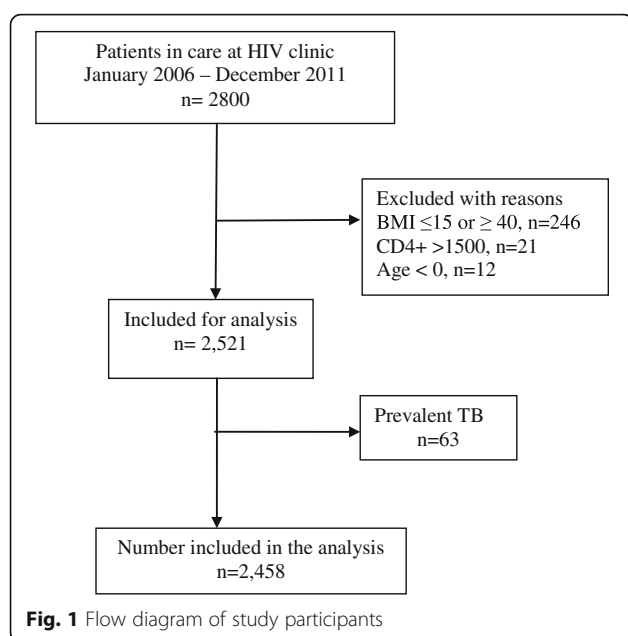 Patients in care at HIV clinic
January 2006 – December 2011
n= 2800
Excluded with reasons
BMI ≤15 or ≥ 40, n=246
CD4+ >1500, n=21
Age < 0, n=12
Included for analysis
n= 2,521
Prevalent TB
n=63
Number included in the analysis
n=2,458
Fig. 1 Flow diagram of study participants